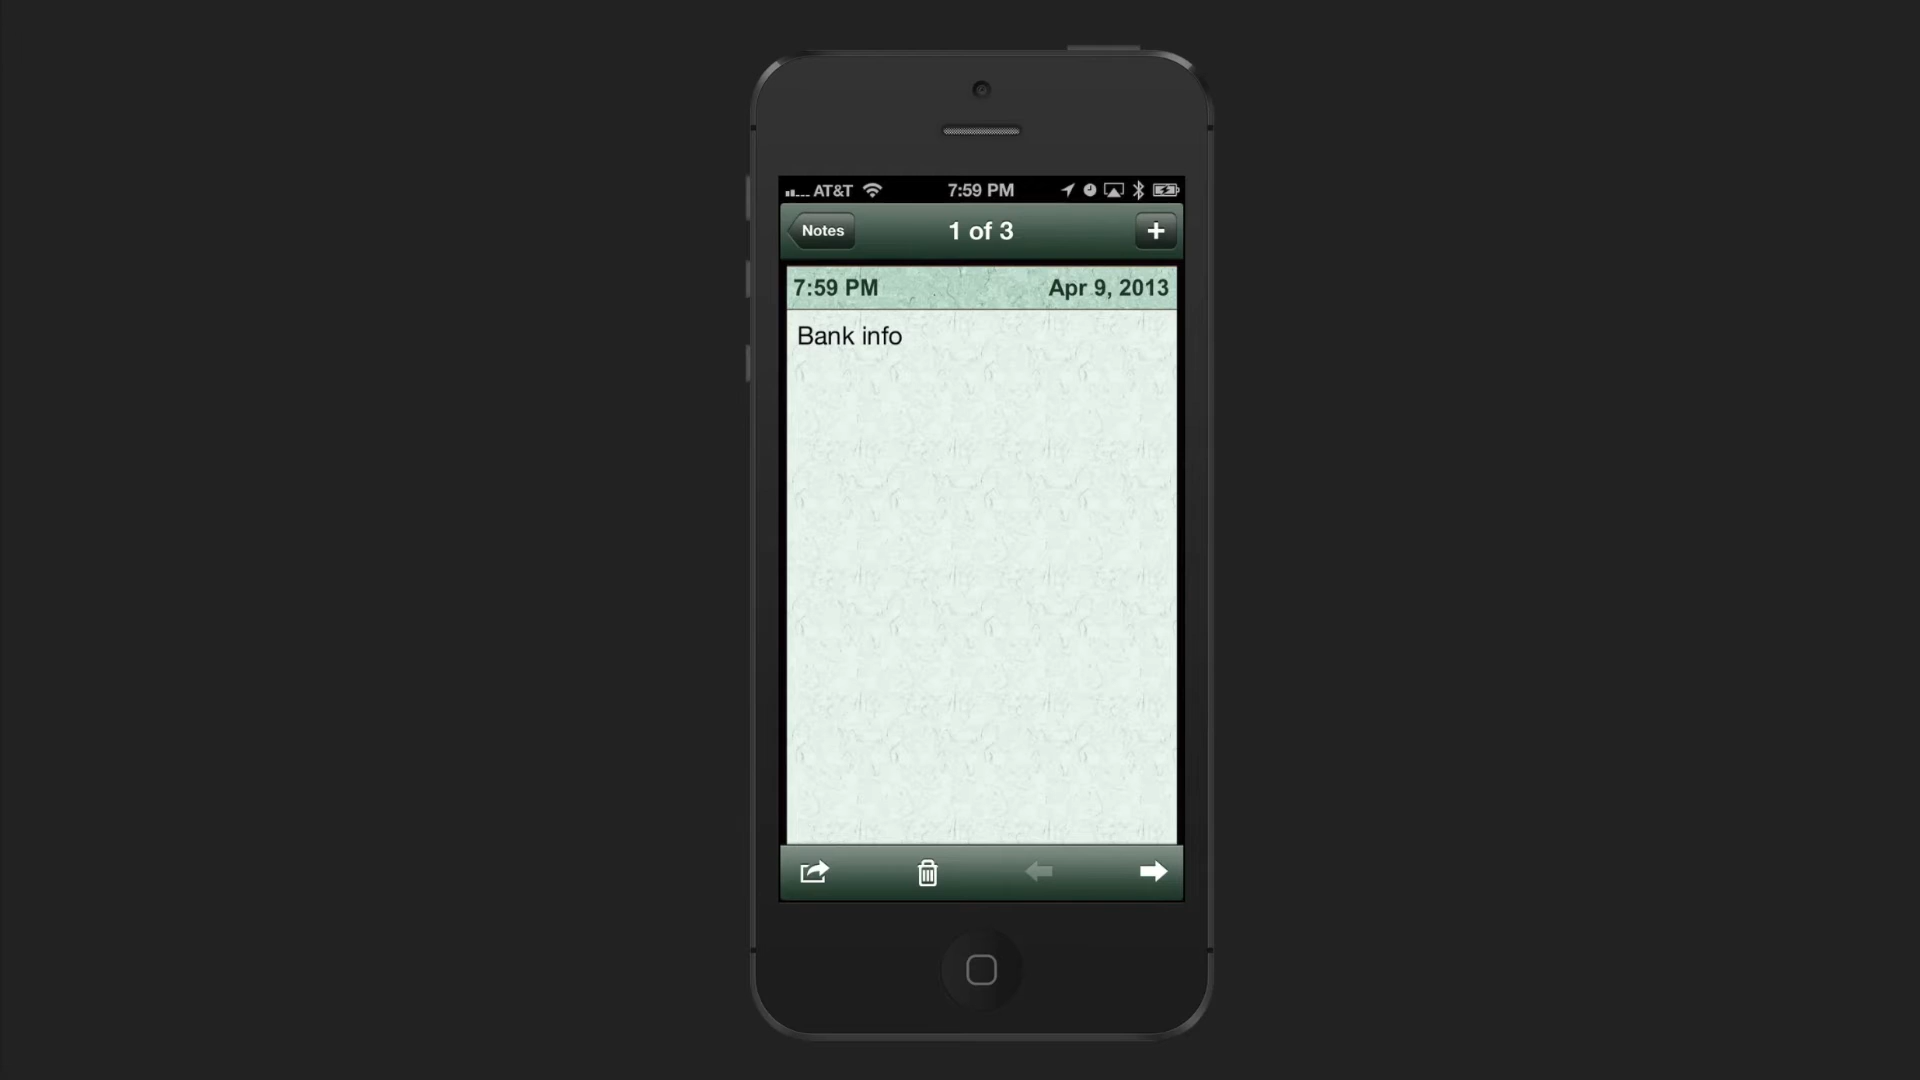 AT&T 7:59 PM
Notes 1 of 3 +
7:59 PM Apr 9, 2013
Bank info